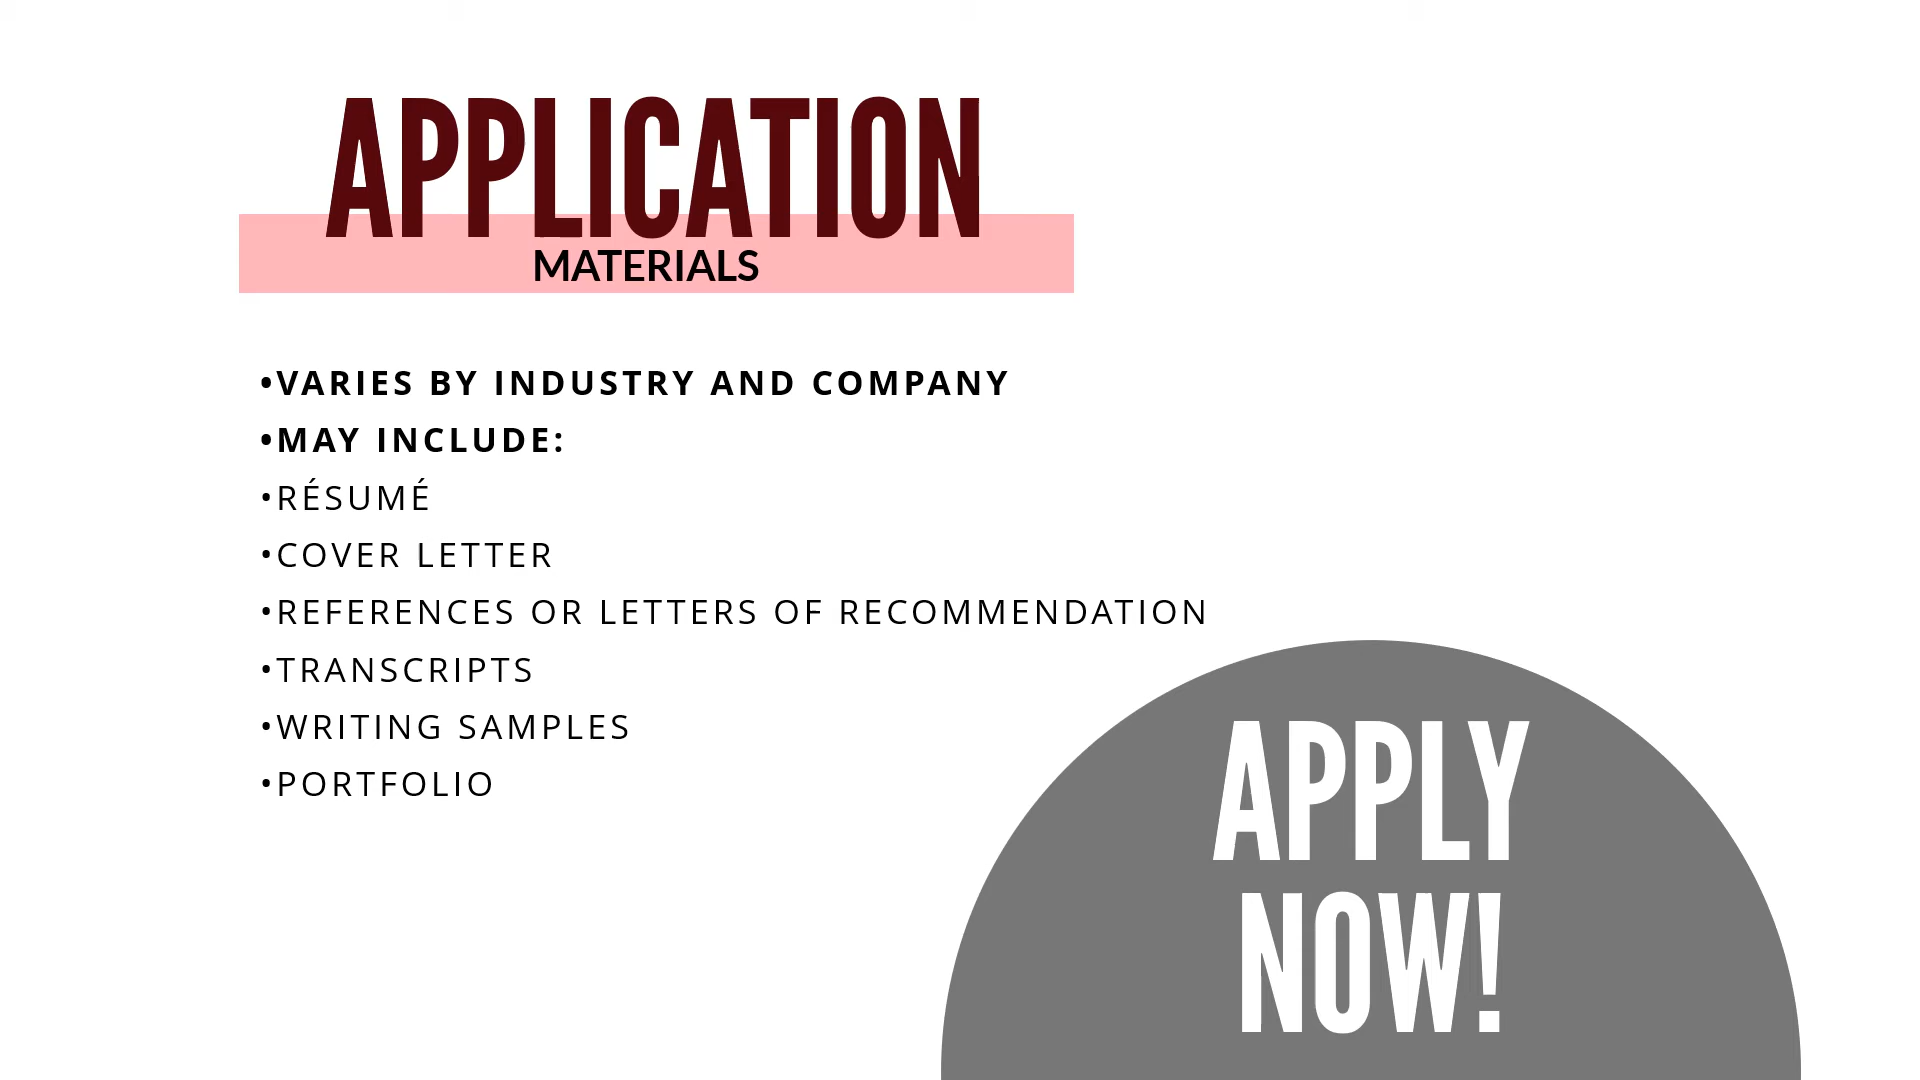 APPLICATION
MATERIALS
•VARIES BY INDUSTRY AND COMPANY
•MAY INCLUDE:
•RÉSUMÉ
•COVER LETTER
•REFERENCES OR LETTERS OF RECOMMENDATION
•TRANSCRIPTS
•WRITING SAMPLES
•PORTFOLIO
APPLY
NOW!